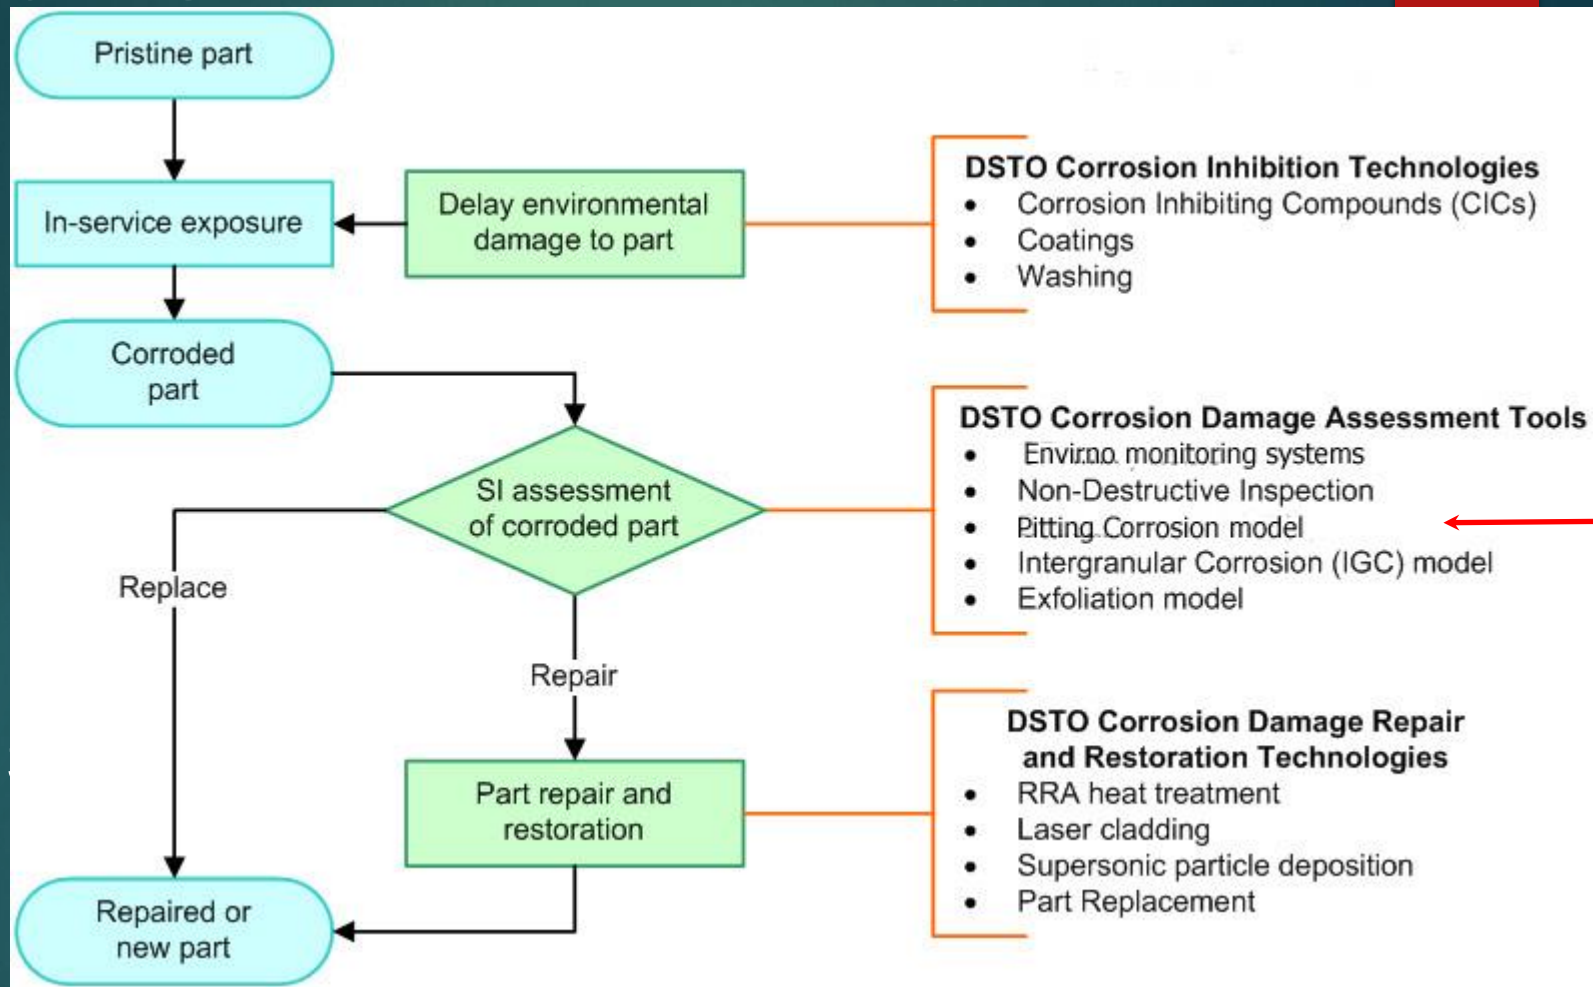 Pristine part
In-service exposure
Delay environmental
damage to part
DSTO Corrosion Inhibition Technologies
• Corrosion Inhibiting Compounds (CICs)
• Coatings
• Washing
Corroded
part
SI assessment
of corroded part
DSTO Corrosion Damage Assessment Tools
• Enviro monitoring systems
• Non-Destructive Inspection
• Pitting Corrosion model
• Intergranular Corrosion (IGC) model
• Exfoliation model
Replace
Repair
Part repair and
restoration
DSTO Corrosion Damage Repair
and Restoration Technologies
• RRA heat treatment
• Laser cladding
• Supersonic particle deposition
• Part Replacement
Repaired or
new part